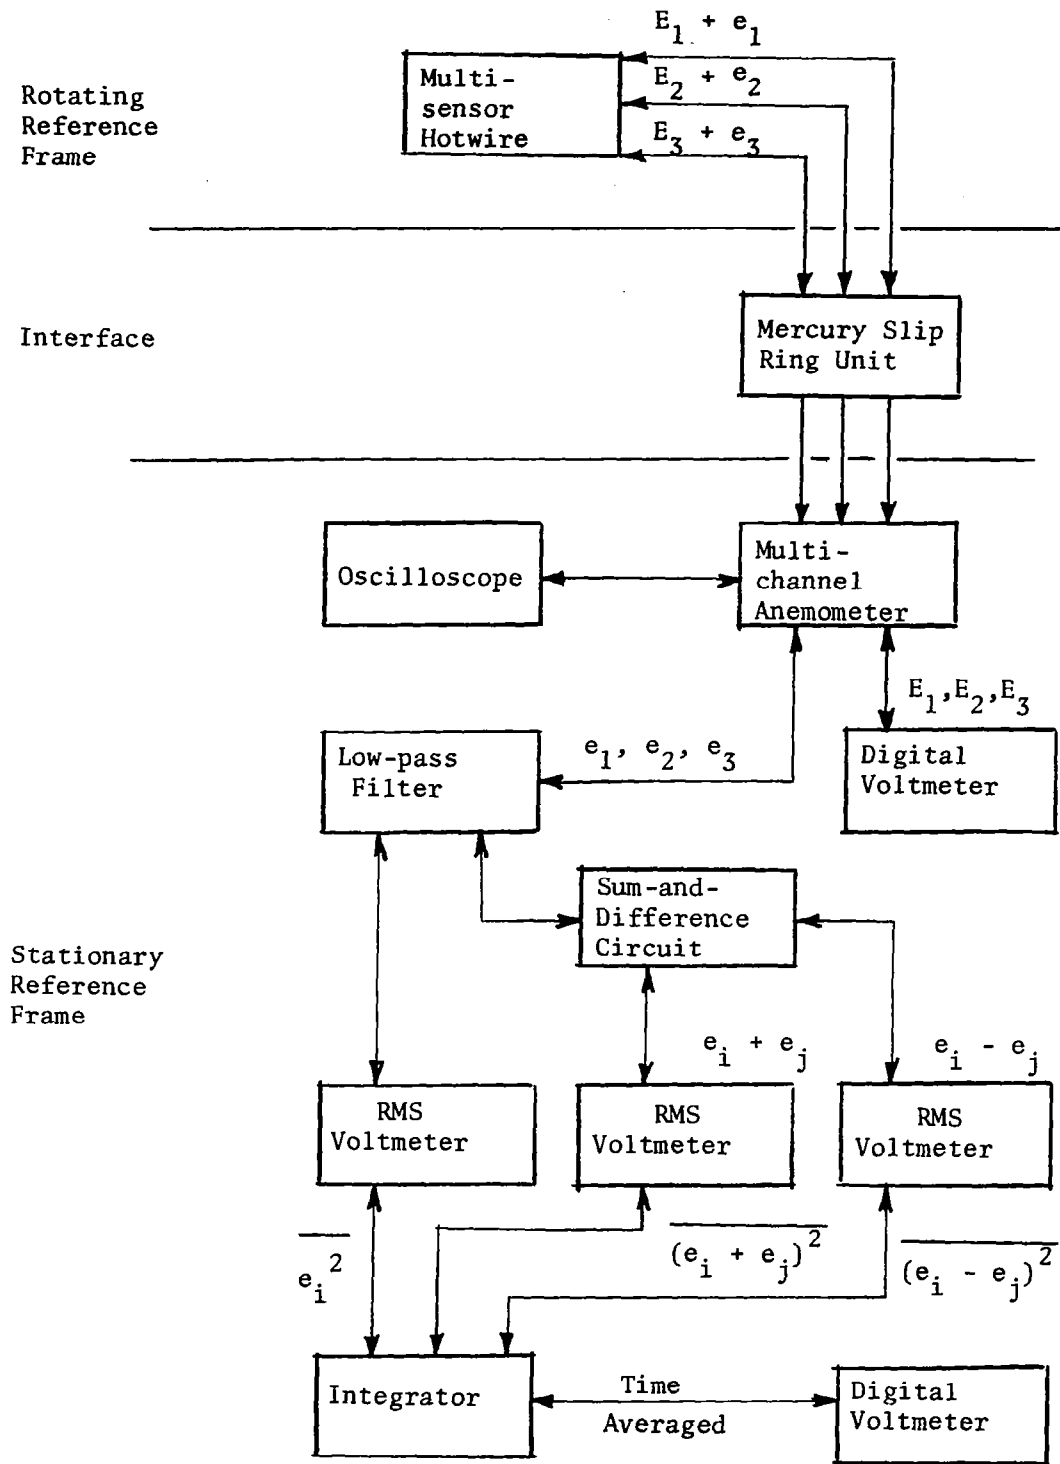 E₁ + e₁
Rotating
Reference
Frame
Multi-
sensor
Hotwire
E₂ + e₂
E₃ + e₃
Interface
Mercury Slip
Ring Unit
Oscilloscope
Multi-
channel
Anemometer
E₁,E₂,E₃
Low-pass
Filter
e₁, e₂, e₃
Digital
Voltmeter
Sum-and-
Difference
Circuit
Stationary
Reference
Frame
eᵢ + eⱼ
eᵢ - eⱼ
RMS
Voltmeter
RMS
Voltmeter
RMS
Voltmeter
\overline{eᵢ²}
\overline{(eᵢ + eⱼ)²}
\overline{(eᵢ - eⱼ)²}
Integrator
Time
Averaged
Digital
Voltmeter